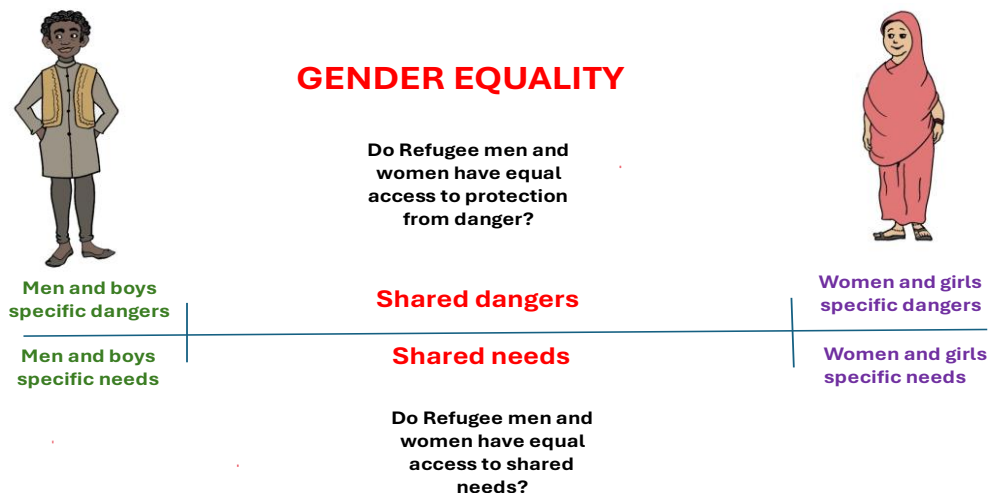 GENDER EQUALITY
Do Refugee men and
women have equal
access to protection
from danger?
Men and boys
specific dangers
Shared dangers
Women and girls
specific dangers
Men and boys
specific needs
Shared needs
Women and girls
specific needs
Do Refugee men and
women have equal
access to shared
needs?